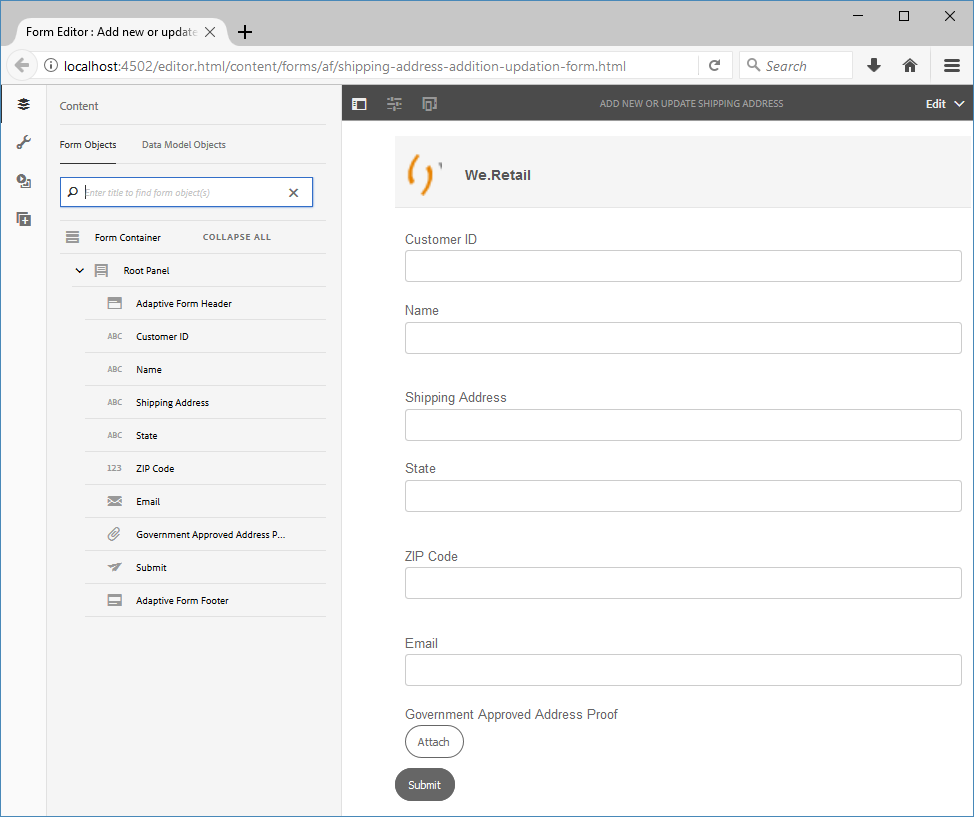 Form Editor : Add new or update
localhost:4502/editor.html/content/forms/af/shipping-address-addition-updation-form.html
Search
Content
Form Objects
Data Model Objects
Enter title to find form object(s)
Form Container
COLLAPSE ALL
Root Panel
Adaptive Form Header
ABC Customer ID
ABC Name
ABC Shipping Address
ABC State
123 ZIP Code
Email
Government Approved Address P...
Submit
Adaptive Form Footer
ADD NEW OR UPDATE SHIPPING ADDRESS
Edit
We.Retail
Customer ID
Name
Shipping Address
State
ZIP Code
Email
Government Approved Address Proof
Attach
Submit